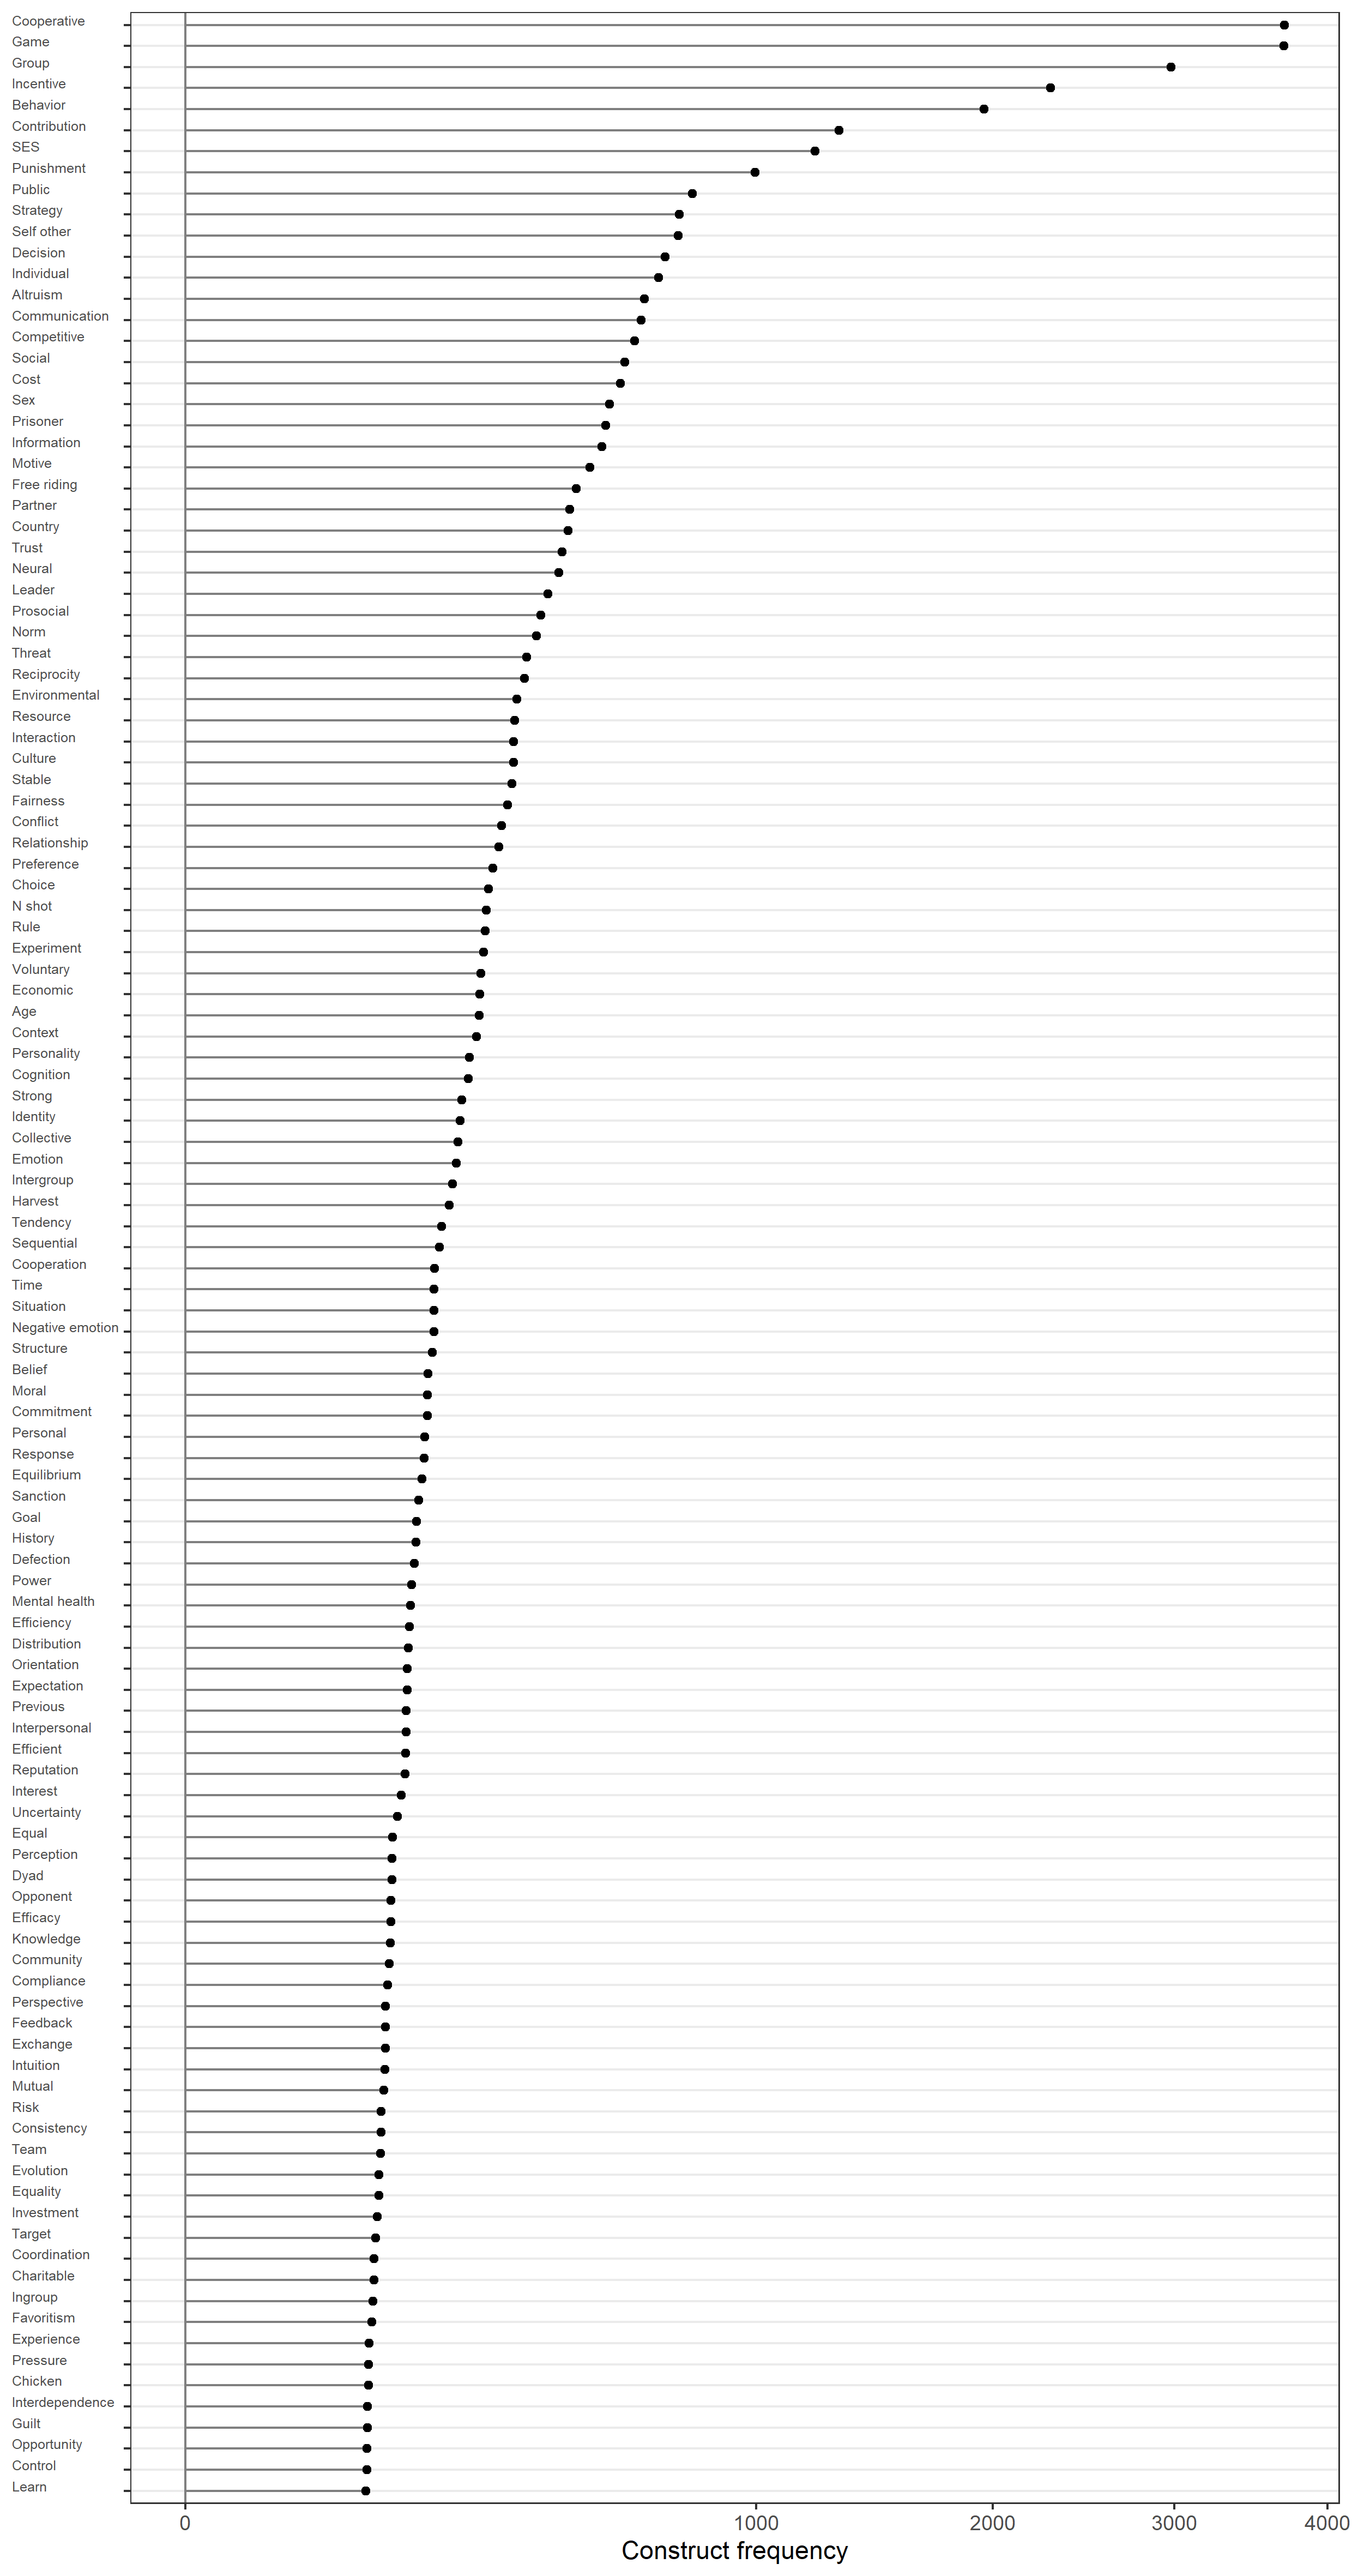 Cooperative
Game
Group
Incentive
Behavior
Contribution
SES
Punishment
Public
Strategy
Self other
Decision
Individual
Altruism
Communication
Competitive
Social
Cost
Sex
Prisoner
Information
Motive
Free riding
Partner
Country
Trust
Neural
Leader
Prosocial
Norm
Threat
Reciprocity
Environmental
Resource
Interaction
Culture
Stable
Fairness
Conflict
Relationship
Preference
Choice
N shot
Rule
Experiment
Voluntary
Economic
Age
Context
Personality
Cognition
Strong
Identity
Collective
Emotion
Intergroup
Harvest
Tendency
Sequential
Cooperation
Time
Situation
Negative emotion
Structure
Belief
Moral
Commitment
Personal
Response
Equilibrium
Sanction
Goal
History
Defection
Power
Mental health
Efficiency
Distribution
Orientation
Expectation
Previous
Interpersonal
Efficient
Reputation
Interest
Uncertainty
Equal
Perception
Dyad
Opponent
Efficacy
Knowledge
Community
Compliance
Perspective
Feedback
Exchange
Intuition
Mutual
Risk
Consistency
Team
Evolution
Equality
Investment
Target
Coordination
Charitable
Ingroup
Favoritism
Experience
Pressure
Chicken
Interdependence
Guilt
Opportunity
Control
Learn
0 1000 2000 3000 4000
Construct frequency